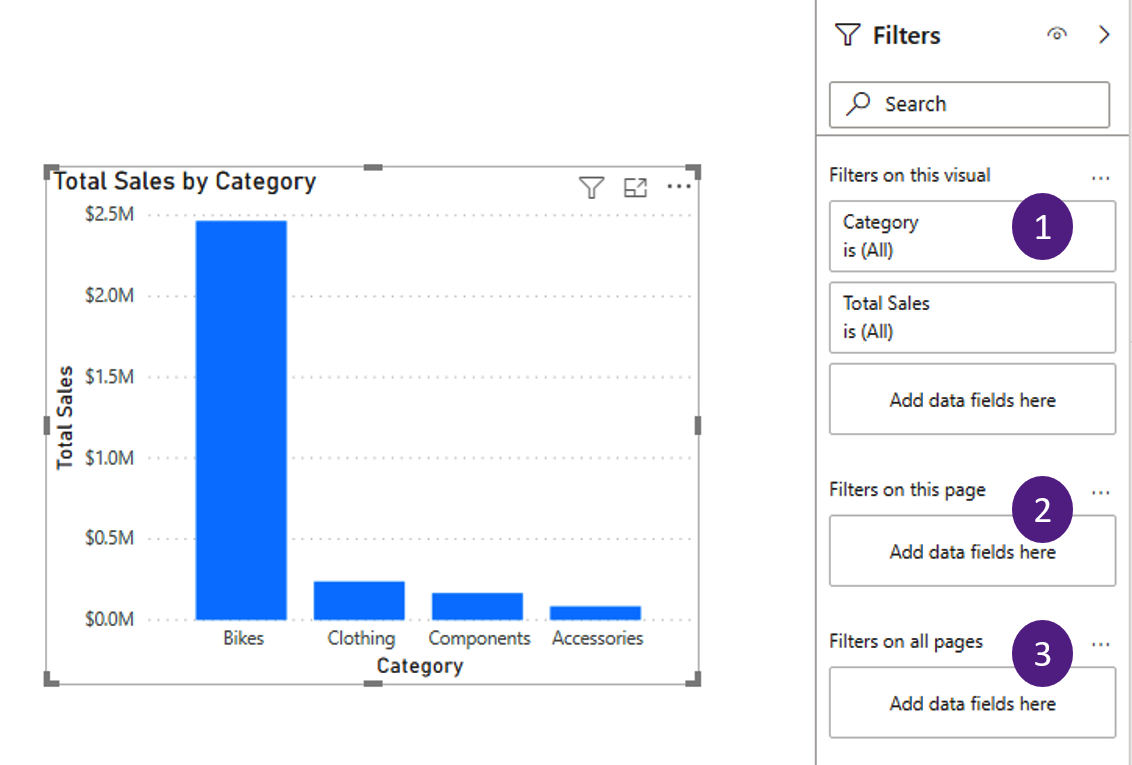 Total Sales by Category
$2.5M
$2.0M
$1.5M
$1.0M
$0.5M
$0.0M
Total Sales
Bikes Clothing Components Accessories
Category
Filters
Search
Filters on this visual
1
Category
is (All)
Total Sales
is (All)
Add data fields here
Filters on this page
2
Add data fields here
Filters on all pages
3
Add data fields here